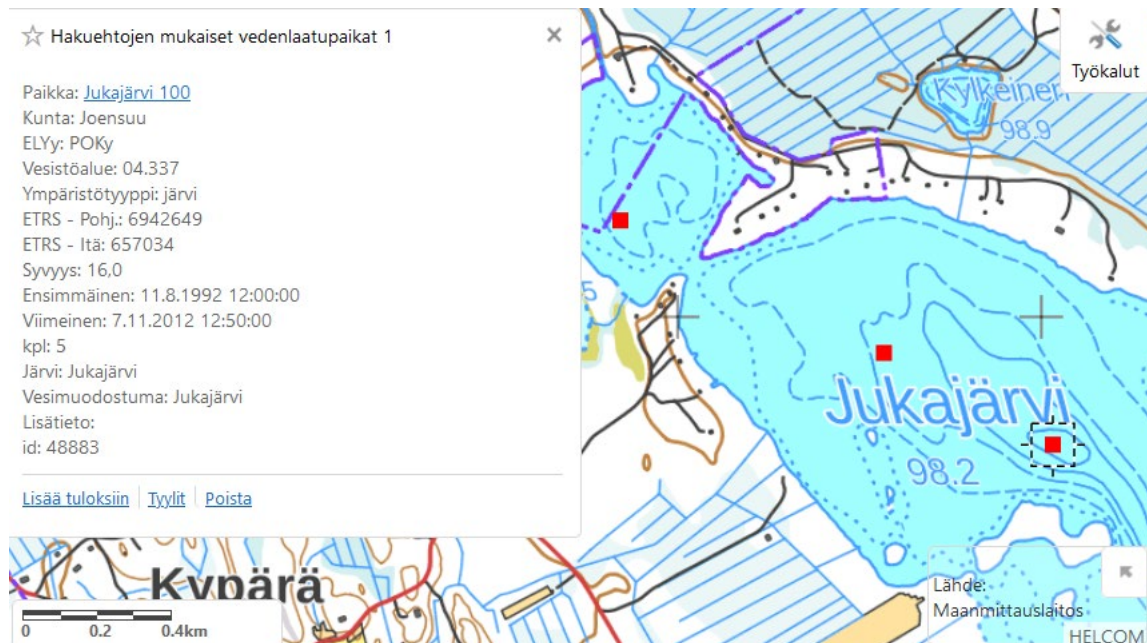 Hakuehtojen mukaiset vedenlaatupaikat 1
Paikka: Jukajärvi 100
Kunta: Joensuu
ELYy: POKy
Vesistöalue: 04.337
Ympäristötyyppi: järvi
ETRS - Pohj.: 6942649
ETRS - Itä: 657034
Syvyys: 16,0
Ensimmäinen: 11.8.1992 12:00:00
Viimeinen: 7.11.2012 12:50:00
kpl: 5
Järvi: Jukajärvi
Vesimuodostuma: Jukajärvi
Lisätieto:
id: 48883
Lisää tuloksiin Tyylit Poista
Työkalut
Kylkeinen
98.9
5
Jukajärvi
98.2
Kypärä
0 0.2 0.4km
Lähde:
Maanmittauslaitos
HELCOM